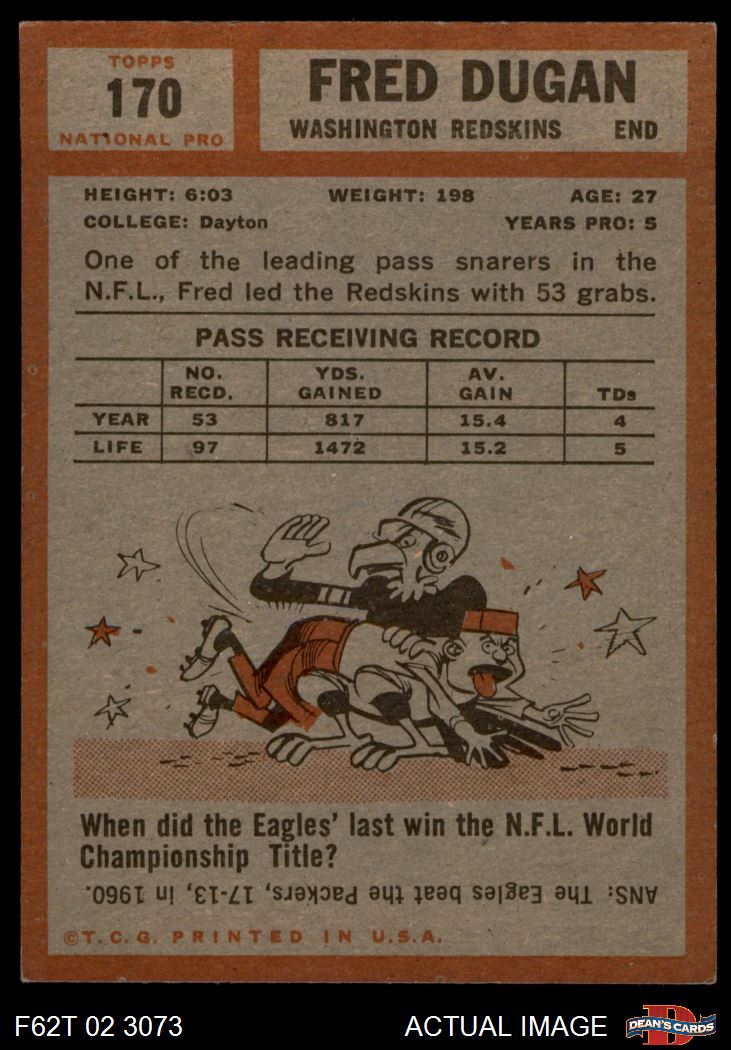 TOPPS
170
NATIONAL PRO
FRED DUGAN
WASHINGTON REDSKINS END
HEIGHT: 6:03 WEIGHT: 198 AGE: 27
COLLEGE: Dayton YEARS PRO: 5
One of the leading pass snarers in the
N.F.L., Fred led the Redskins with 53 grabs.
PASS RECEIVING RECORD
NO. RECD. YDS. GAINED AV. GAIN TDs
YEAR 53 817 15.4 4
LIFE 97 1472 15.2 5
When did the Eagles' last win the N.F.L. World
Championship Title?
ANS: The Eagles beat the Packers, 17-13, in 1960.
©T.C.G. PRINTED IN U.S.A.
F62T 02 3073 ACTUAL IMAGE
D
DEAN'S CARDS